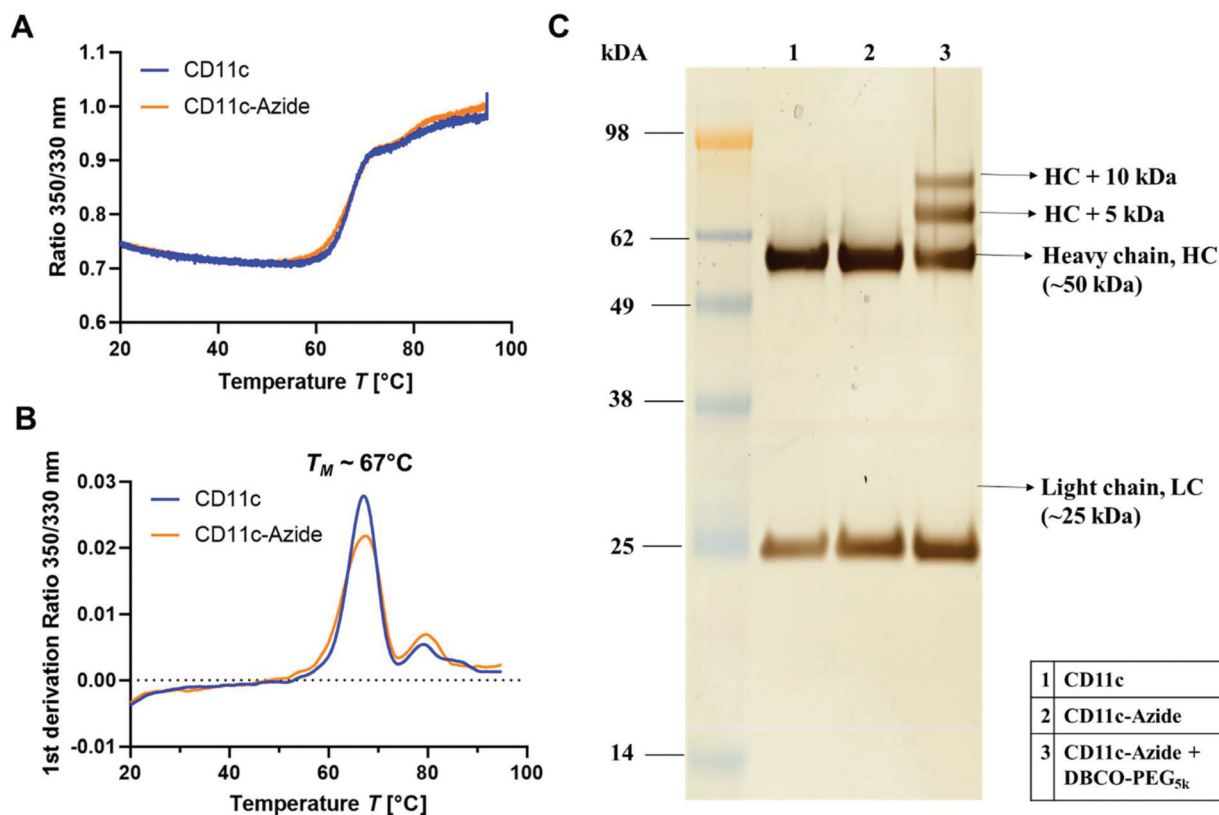 A
1.1
1.0
0.9
0.8
0.7
0.6
Ratio 350/330 nm
CD11c
CD11c-Azide
20 40 60 80 100
Temperature T [°C]
B
TM ~ 67°C
0.03
0.02
0.01
0.00
-0.01
1st derivation Ratio 350/330 nm
CD11c
CD11c-Azide
20 40 60 80 100
Temperature T [°C]
C
kDA 1 2 3
98
62
49
38
25
14
HC + 10 kDa
HC + 5 kDa
Heavy chain, HC
(~50 kDa)
Light chain, LC
(~25 kDa)
1 CD11c
2 CD11c-Azide
3 CD11c-Azide +
DBCO-PEG5k